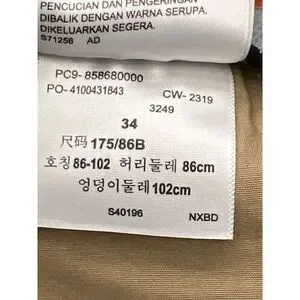 PENCUCIAN DAN PENGERINGAN
DIBALIK DENGAN WARNA SERUPA.
DIKELUARKAN SEGERA.
S71256 AD
PC9-858680000
PO-4100431843 CW-2319
3249
34
尺码 175/86B
호칭 86-102 허리둘레 86cm
엉덩이둘레 102cm
S40196 NXBD